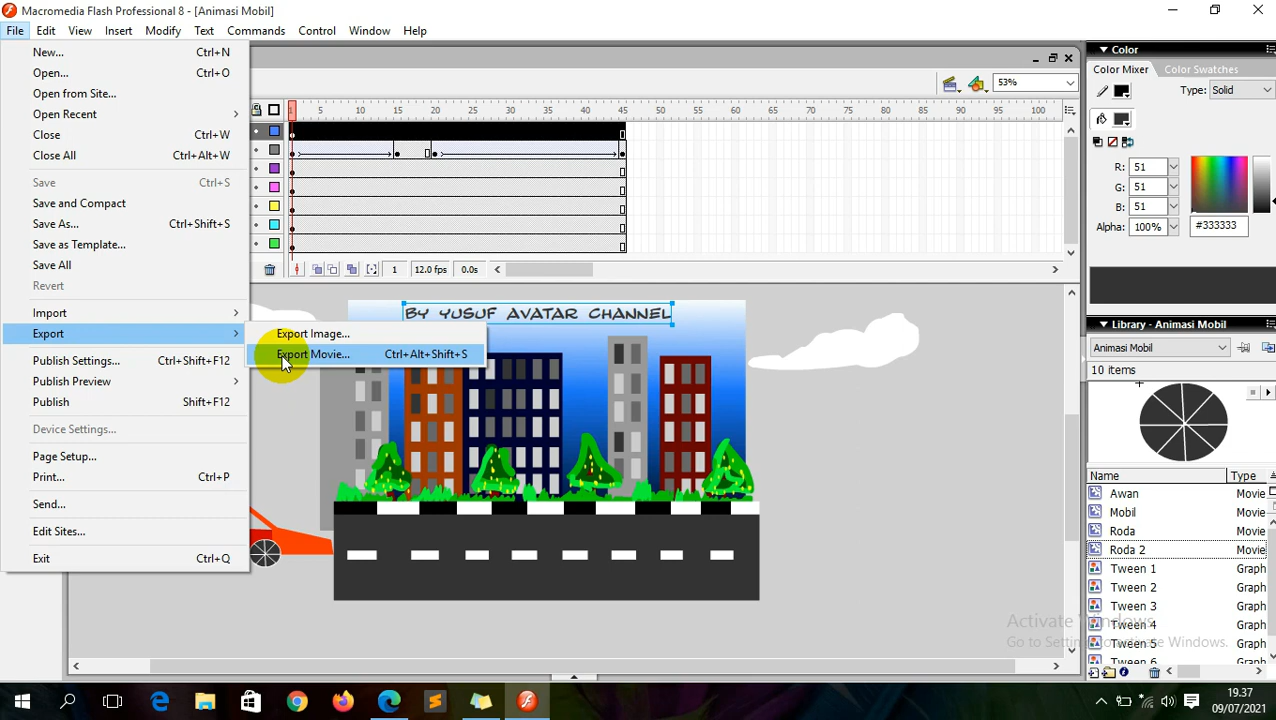 Macromedia Flash Professional 8 - [Animasi Mobil]
File Edit View Insert Modify Text Commands Control Window Help
New... Ctrl+N
Open... Ctrl+O
Open from Site...
Open Recent
Close Ctrl+W
Close All Ctrl+Alt+W
Save Ctrl+S
Save and Compact
Save As... Ctrl+Shift+S
Save as Template...
Save All
Revert
Import
Export
Publish Settings... Ctrl+Shift+F12
Publish Preview
Publish Shift+F12
Device Settings...
Page Setup...
Print... Ctrl+P
Send...
Edit Sites...
Exit Ctrl+Q
Export Image...
Export Movie... Ctrl+Alt+Shift+S
53%
5 10 15 20 25 30 35 40 45 50 55 60 65 70 75 80 85 90 95 100
1 12.0 fps 0.0s
BY YUSUF AVATAR CHANNEL
Color
Color Mixer Color Swatches
Type: Solid
R: 51
G: 51
B: 51
Alpha: 100% #333333
Library - Animasi Mobil
Animasi Mobil
10 items
Name Type
Awan Movie
Mobil Movie
Roda Movie
Roda 2 Movie
Tween 1 Graph
Tween 2 Graph
Tween 3 Graph
Tween 4 Graph
Tween 5 Graph
Tween 6 Graph
Activate Windows
Go to Settings to activate Windows.
19.37
09/07/2021